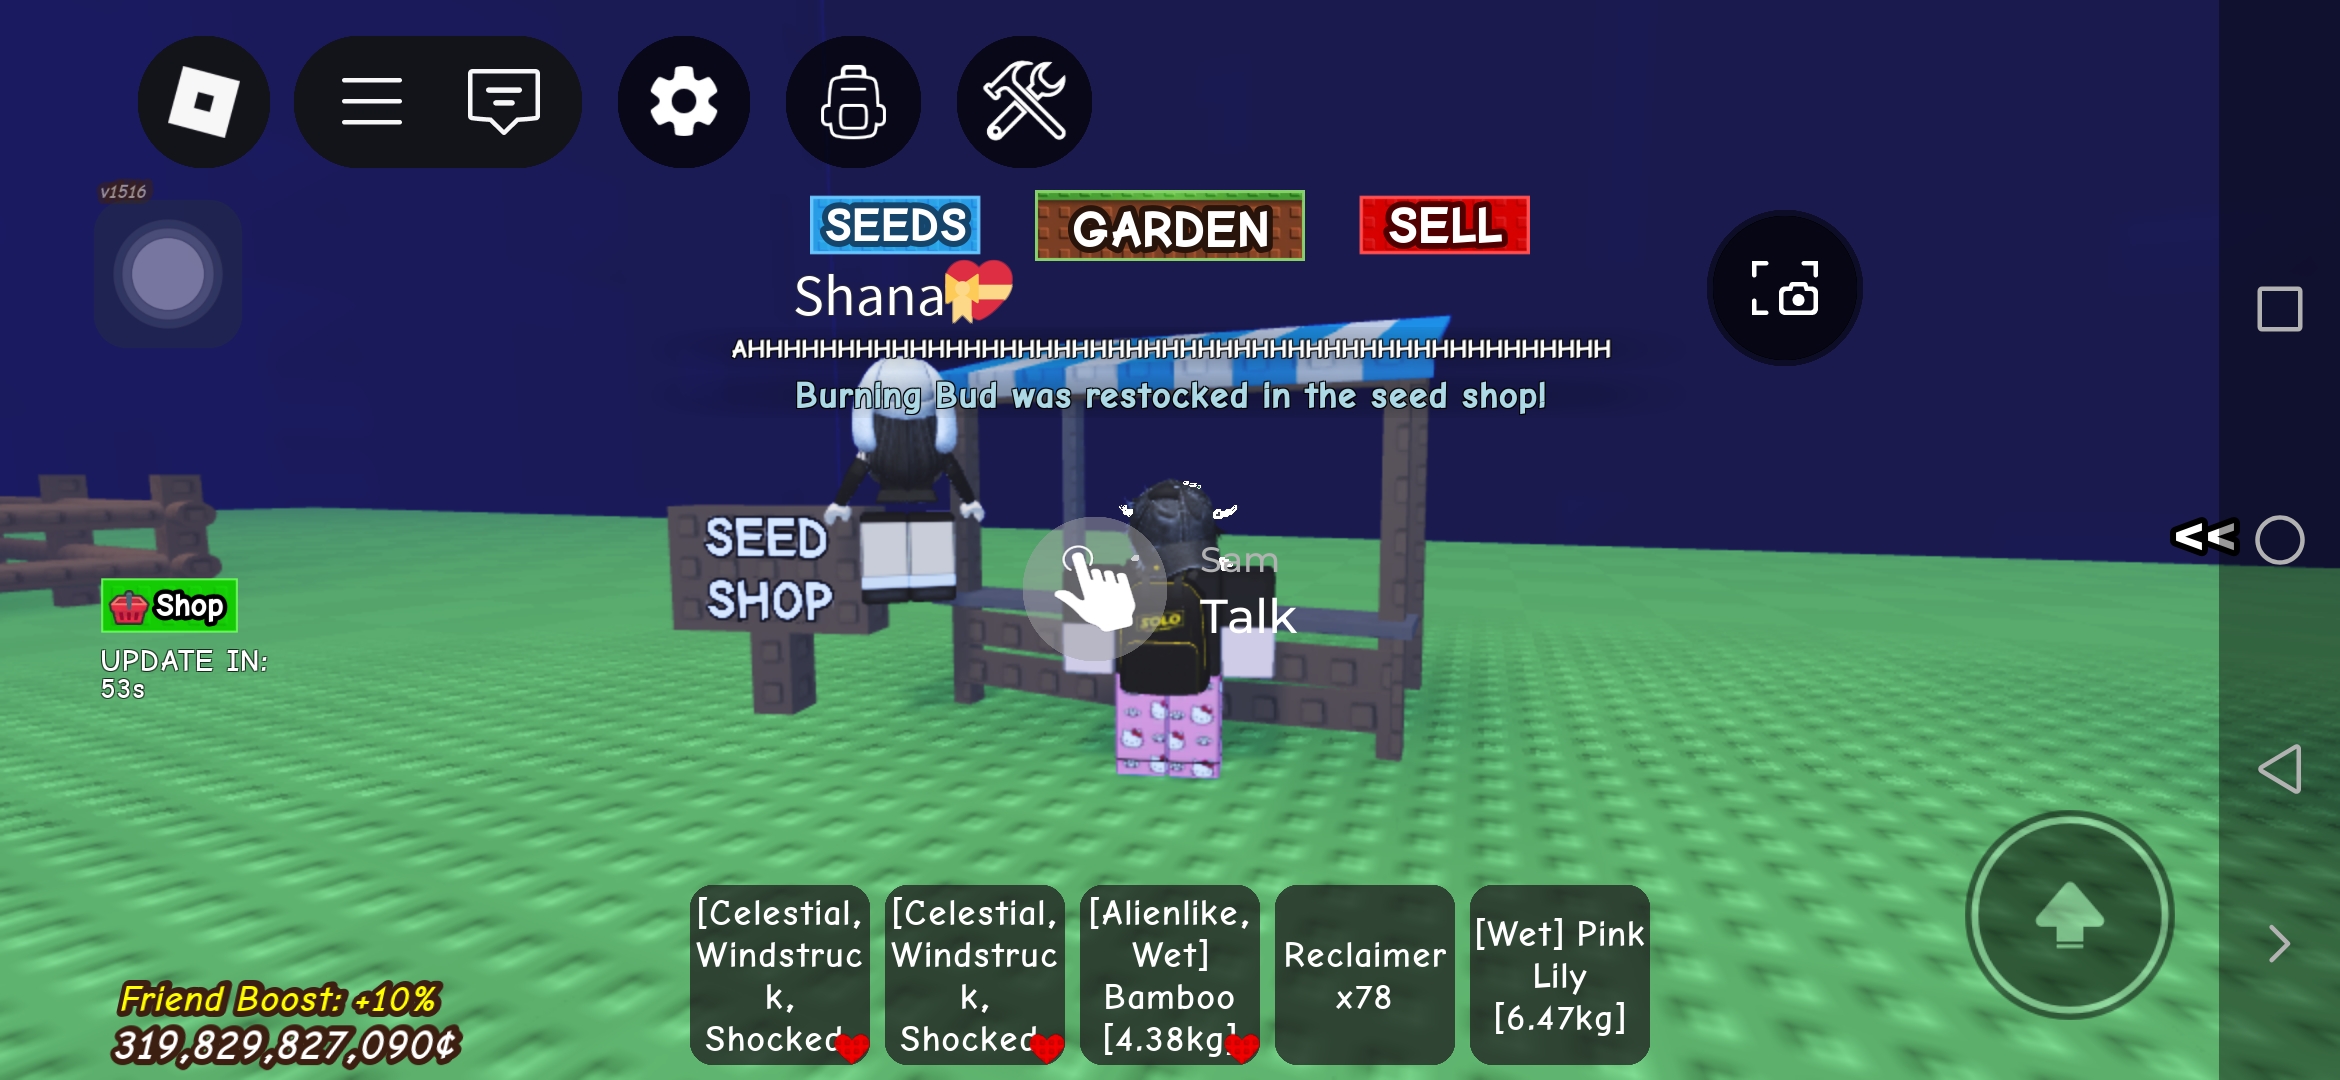 v1516
SEEDS
GARDEN
SELL
Shana💝
AHHHHHHHHHHHHHHHHHHHHHHHHHHHHHHHHHHHHHHHHHHHHHHHHHHHHHHHHHH
Burning Bud was restocked in the seed shop!
SEED
SHOP
Sam
Talk
SOLO
<<
Shop
UPDATE IN:
53s
[Celestial,
Windstruc
k,
Shocked
[Celestial,
Windstruc
k,
Shocked
[Alienlike,
Wet]
Bamboo
[4.38kg]
Reclaimer
x78
[Wet] Pink
Lily
[6.47kg]
Friend Boost: +10%
319,829,827,090¢